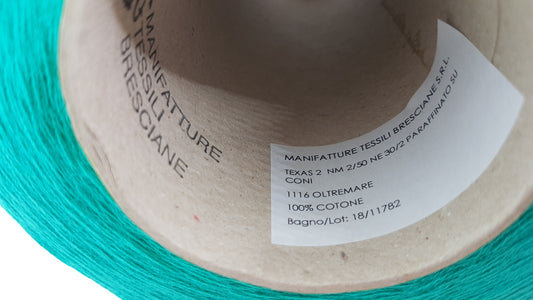 MANIFATTURE
TESSILI
BRESCIANE
MANIFATTURE TESSILI BRESCIANE S.R.L.
TEXAS 2 NM 2/50 NE 30/2 PARAFFINATO SU
CONI
1116 OLTREMARE
100% COTONE
Bagno/Lot: 18/11782